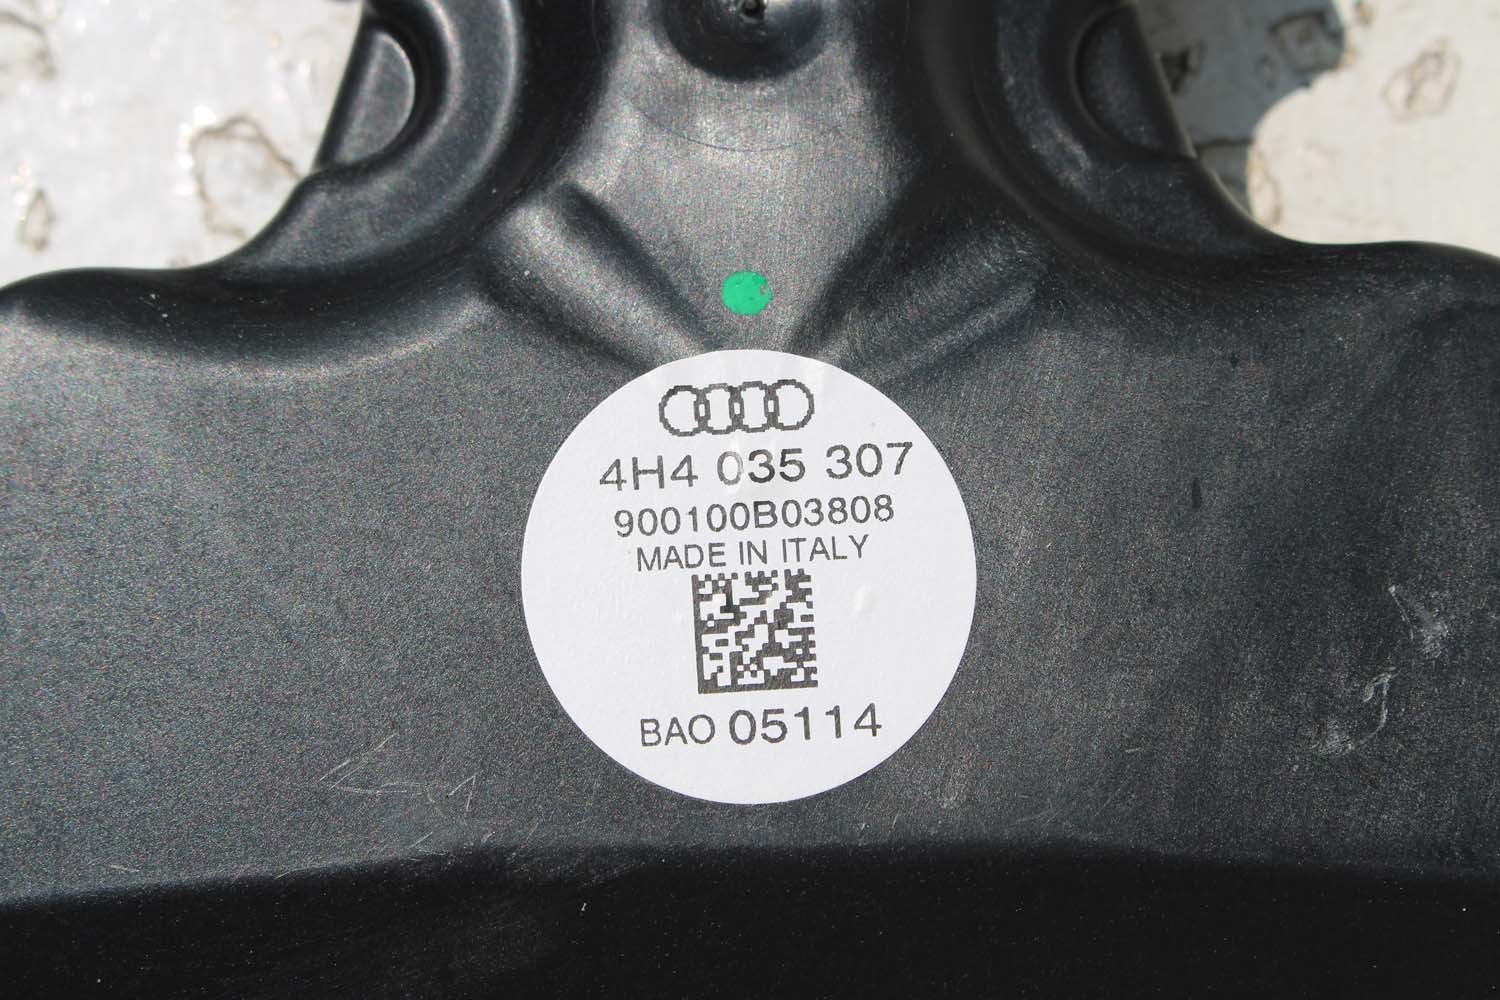 4H4 035 307
900100B03808
MADE IN ITALY
BAO 05114